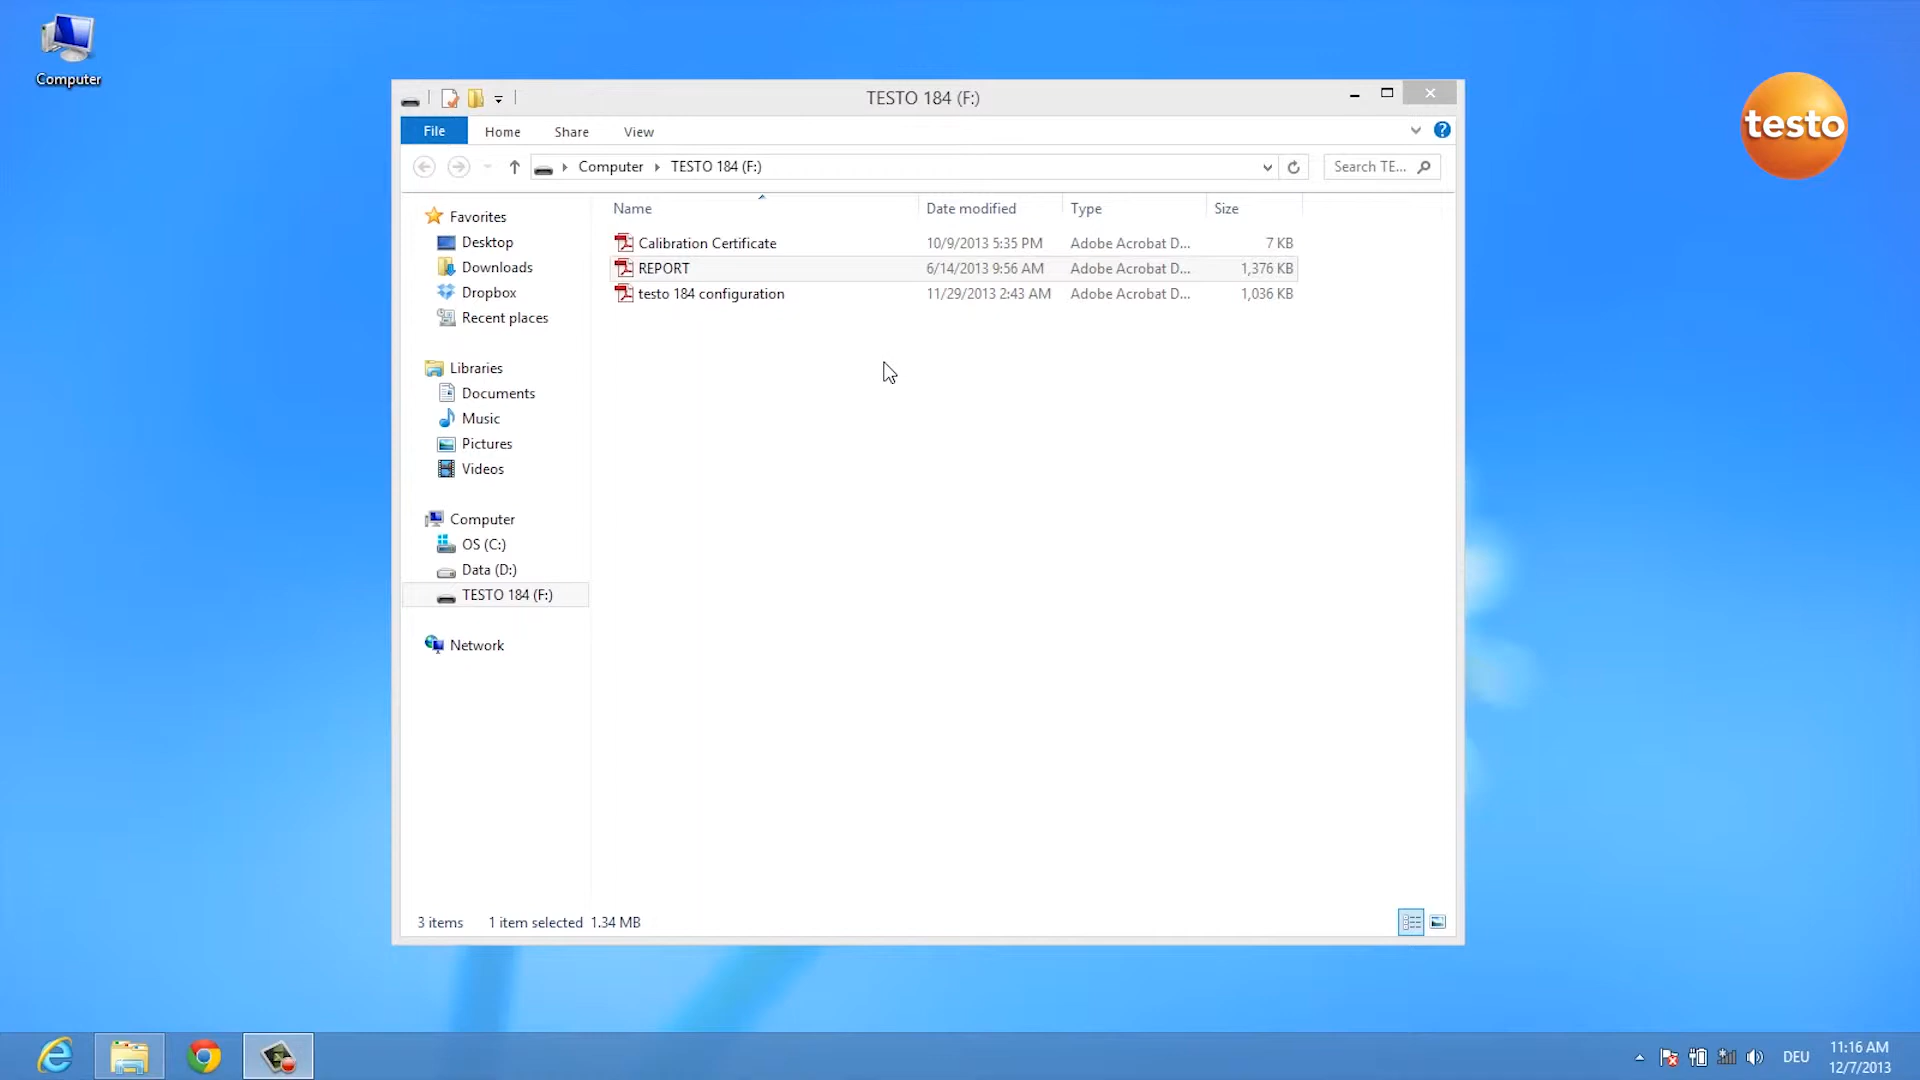 Computer
testo
TESTO 184 (F:)
File Home Share View
Computer TESTO 184 (F:)
Search TE...
Name Date modified Type Size
Calibration Certificate 10/9/2013 5:35 PM Adobe Acrobat D... 7 KB
REPORT 6/14/2013 9:56 AM Adobe Acrobat D... 1,376 KB
testo 184 configuration 11/29/2013 2:43 AM Adobe Acrobat D... 1,036 KB
Favorites
Desktop
Downloads
Dropbox
Recent places
Libraries
Documents
Music
Pictures
Videos
Computer
OS (C:)
Data (D:)
TESTO 184 (F:)
Network
3 items 1 item selected 1.34 MB
DEU
11:16 AM
12/7/2013